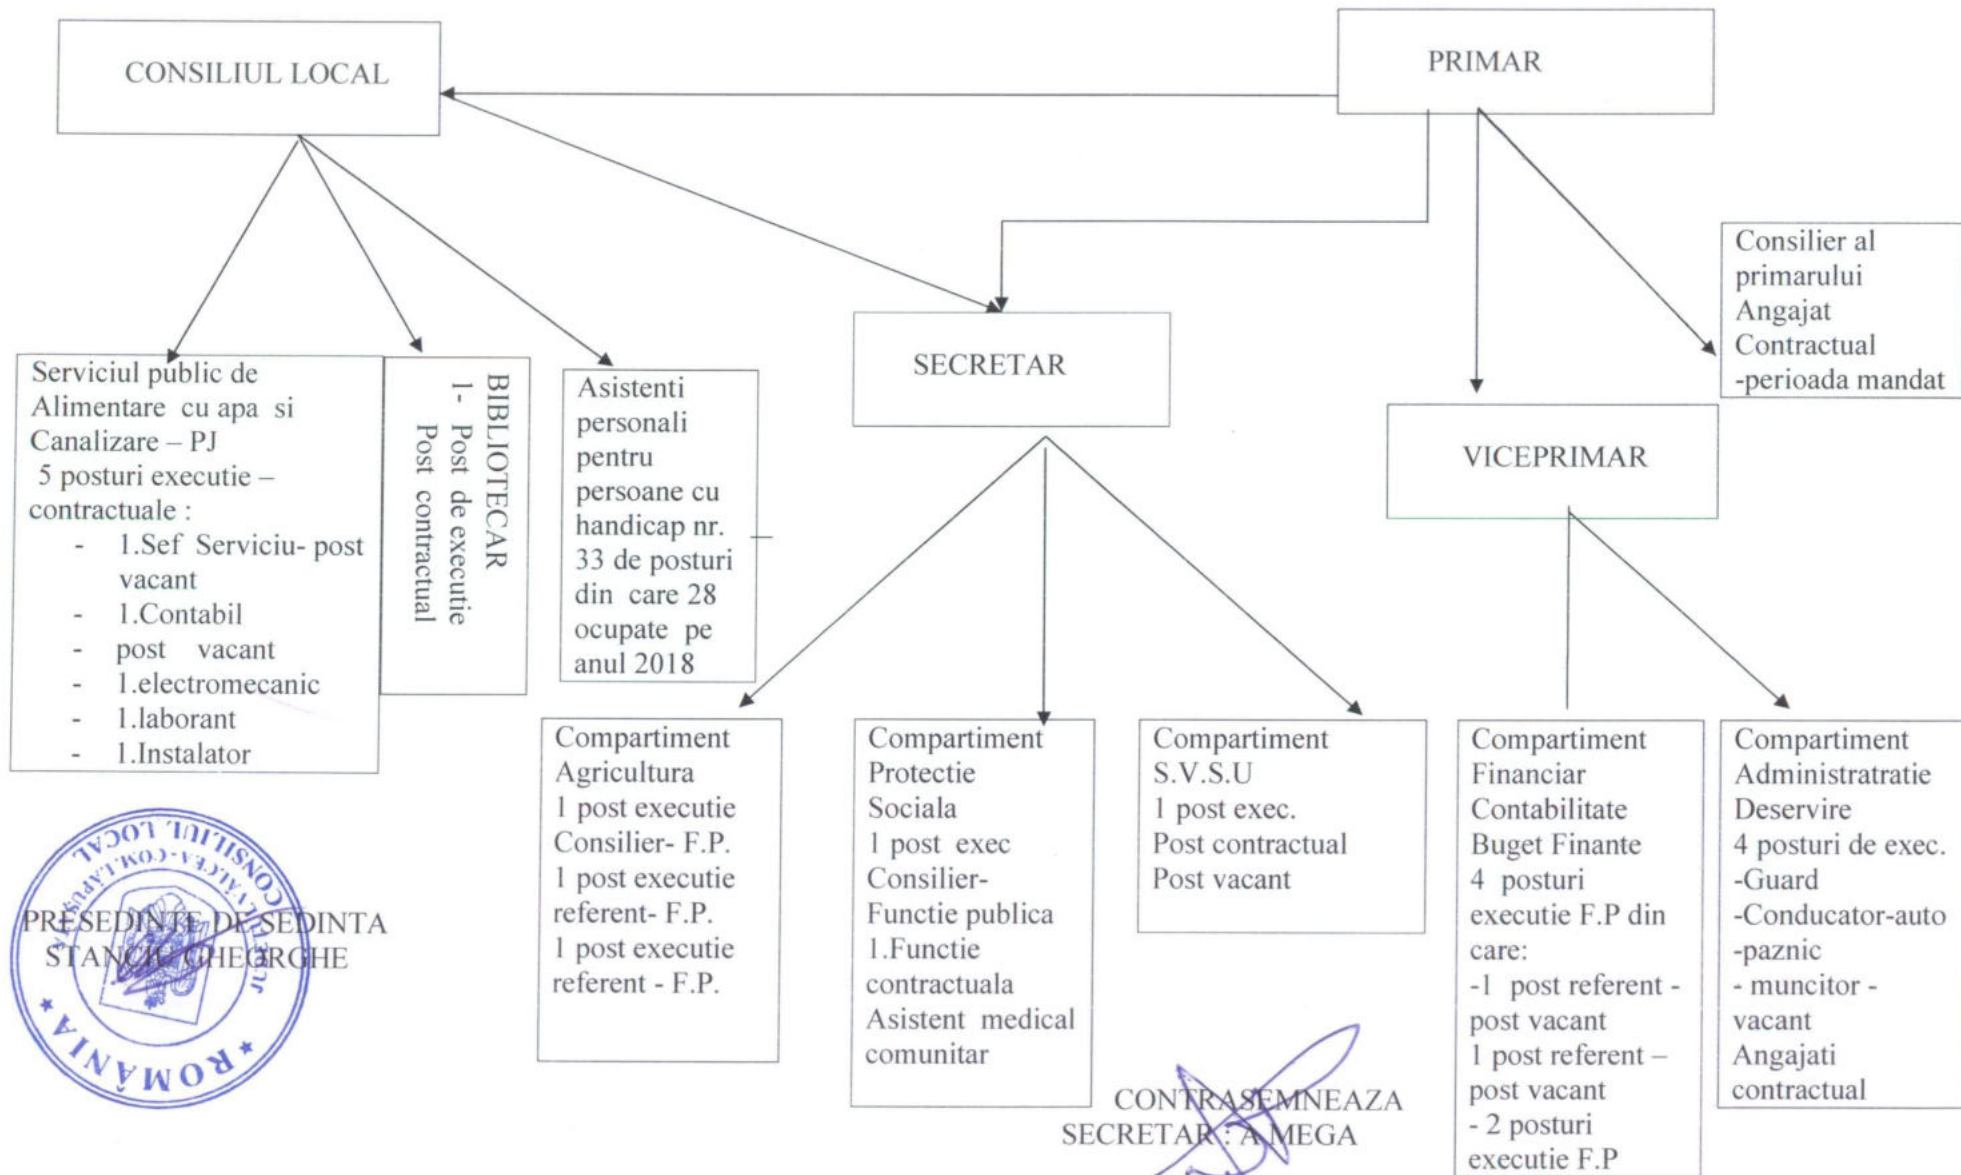 CONSILIUL LOCAL
PRIMAR
Consilier al
primarului
Angajat
Contractual
-perioada mandat
SECRETAR
VICEPRIMAR
Serviciul public de
Alimentare cu apa si
Canalizare – PJ
5 posturi executie –
contractuale :
- 1.Sef Serviciu- post
vacant
- 1.Contabil
- post vacant
- 1.electromecanic
- 1.laborant
- 1.Instalator
BIBLIOTECAR
1- Post de executie
Post contractual
Asistenti
personali
pentru
persoane cu
handicap nr.
33 de posturi
din care 28
ocupate pe
anul 2018
Compartiment
Agricultura
1 post executie
Consilier- F.P.
1 post executie
referent- F.P.
1 post executie
referent - F.P.
Compartiment
Protectie
Sociala
1 post exec
Consilier-
Functie publica
1.Functie
contractuala
Asistent medical
comunitar
Compartiment
S.V.S.U
1 post exec.
Post contractual
Post vacant
Compartiment
Financiar
Contabilitate
Buget Finante
4 posturi
executie F.P din
care:
-1 post referent -
post vacant
1 post referent –
post vacant
- 2 posturi
executie F.P
Compartiment
Administratratie
Deservire
4 posturi de exec.
-Guard
-Conducator-auto
-paznic
- muncitor -
vacant
Angajati
contractual
PRESEDINTE DE SEDINTA
STANCIU GHEORGHE
* ROMÂNIA *
CONSILIUL LOCAL
JUDEŢUL VÂLCEA-COM.LĂPUŞATA
CONTRASEMNEAZA
SECRETAR : A MEGA